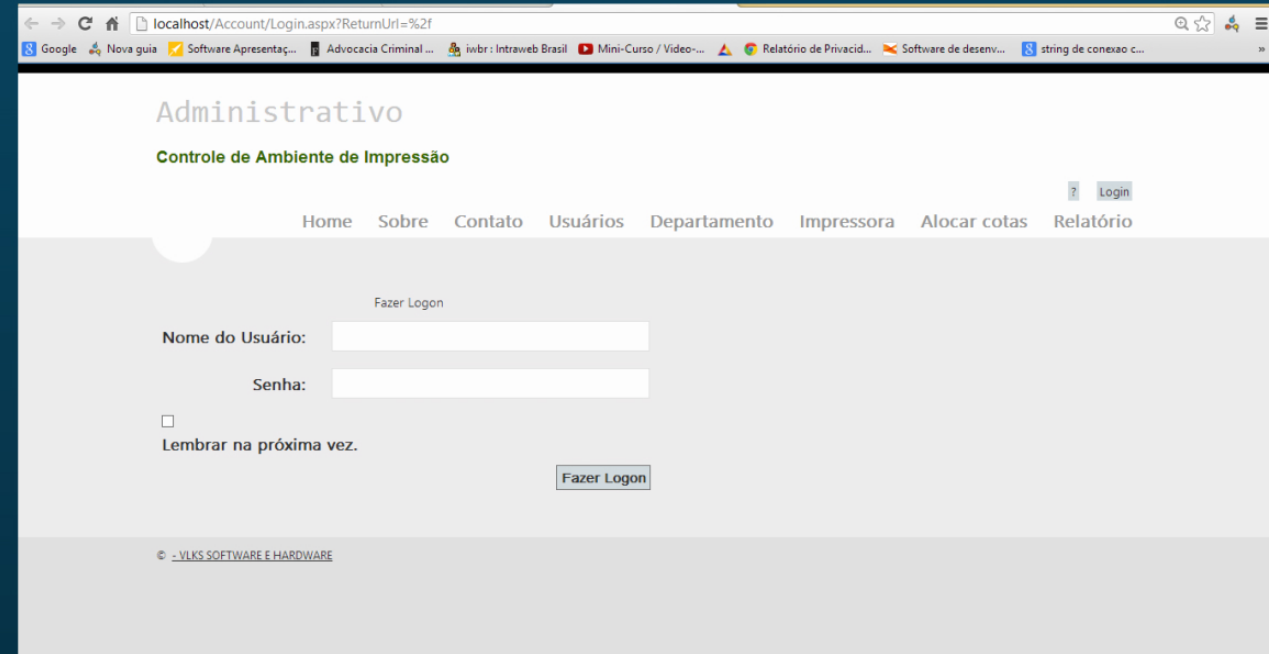 localhost/Account/Login.aspx?ReturnUrl=%2f
Google Nova guia Software Apresentaç... Advocacia Criminal ... iwbr : Intraweb Brasil Mini-Curso / Video-... Relatório de Privacid... Software de desenv... string de conexao c... »
Administrativo
Controle de Ambiente de Impressão
? Login
Home Sobre Contato Usuários Departamento Impressora Alocar cotas Relatório
Fazer Logon
Nome do Usuário:
Senha:
Lembrar na próxima vez.
Fazer Logon
© - VLKS SOFTWARE E HARDWARE